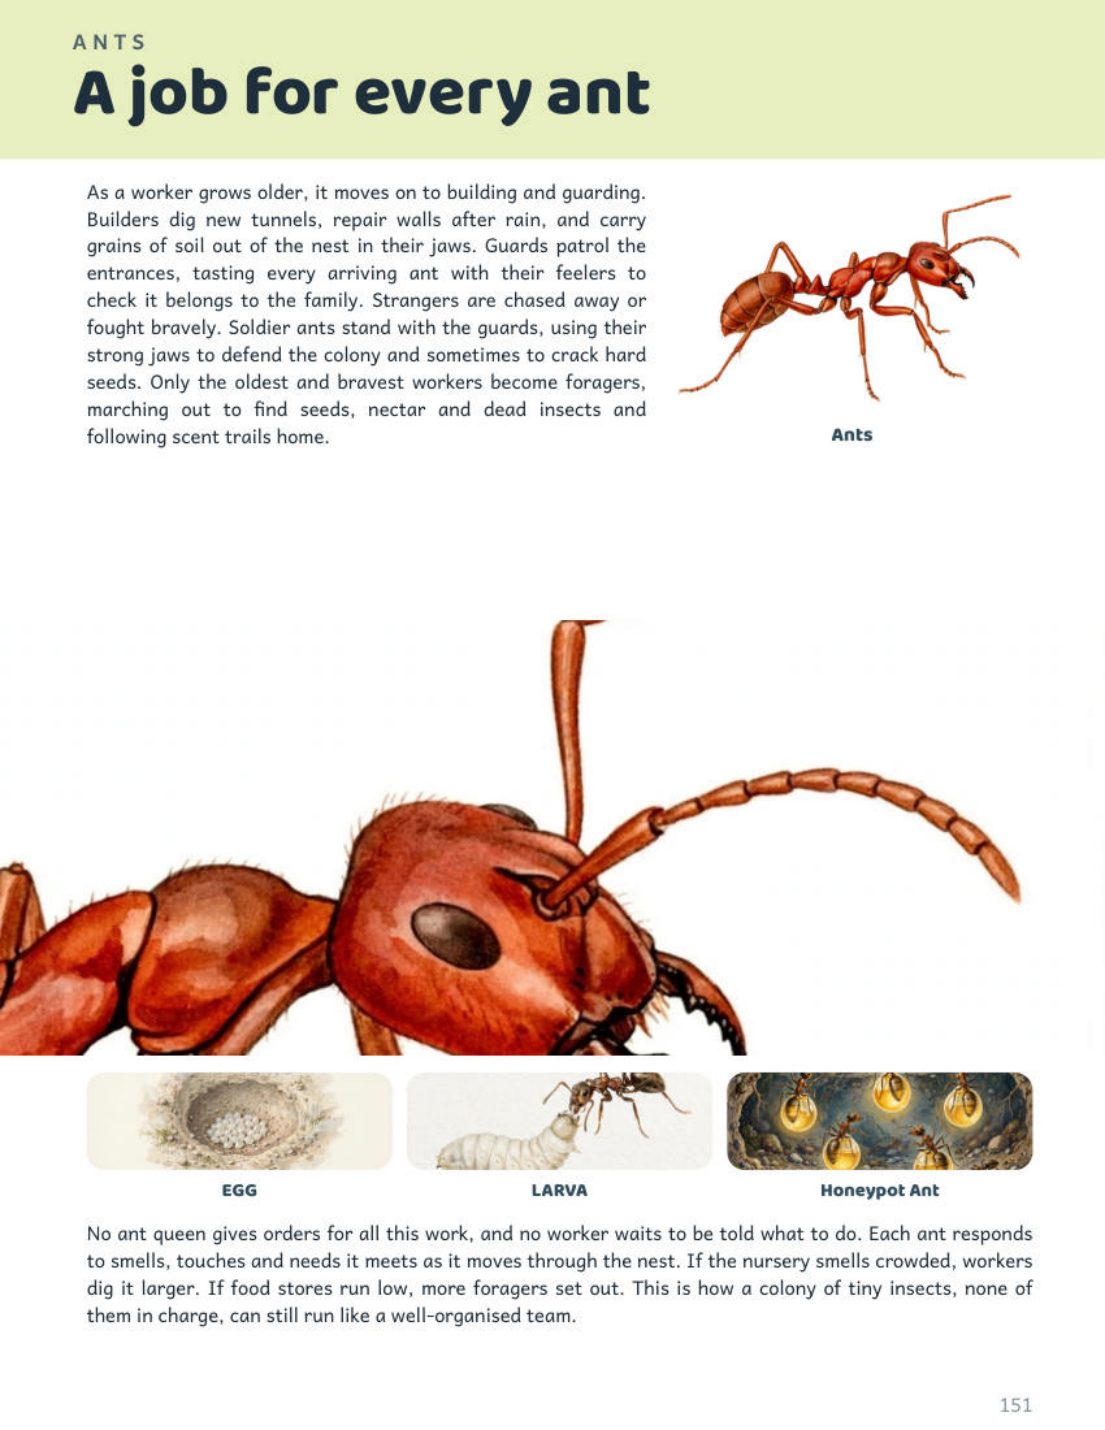 ANTS
A job for every ant
As a worker grows older, it moves on to building and guarding.
Builders dig new tunnels, repair walls after rain, and carry
grains of soil out of the nest in their jaws. Guards patrol the
entrances, tasting every arriving ant with their feelers to
check it belongs to the family. Strangers are chased away or
fought bravely. Soldier ants stand with the guards, using their
strong jaws to defend the colony and sometimes to crack hard
seeds. Only the oldest and bravest workers become foragers,
marching out to find seeds, nectar and dead insects and
following scent trails home.
Ants
EGG
LARVA
Honeypot Ant
No ant queen gives orders for all this work, and no worker waits to be told what to do. Each ant responds
to smells, touches and needs it meets as it moves through the nest. If the nursery smells crowded, workers
dig it larger. If food stores run low, more foragers set out. This is how a colony of tiny insects, none of
them in charge, can still run like a well-organised team.
151